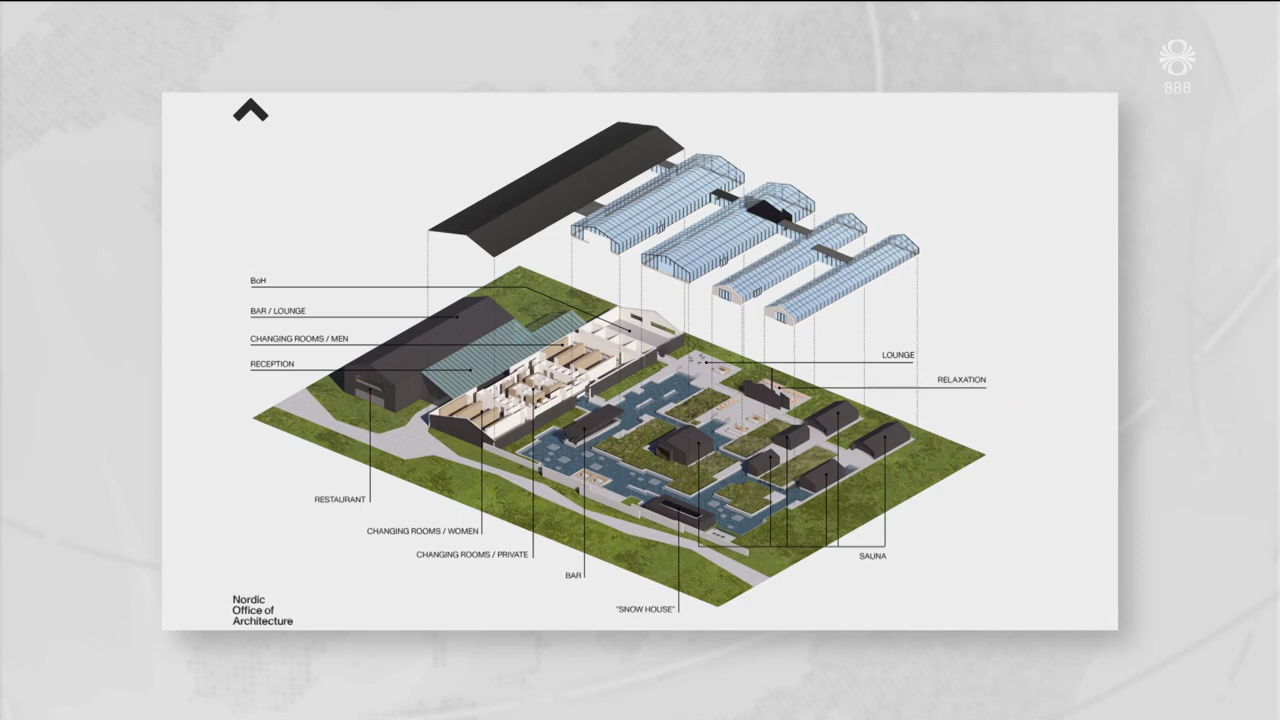 888
BoH
BAR / LOUNGE
CHANGING ROOMS / MEN
RECEPTION
LOUNGE
RELAXATION
RESTAURANT
CHANGING ROOMS / WOMEN
CHANGING ROOMS / PRIVATE
SAUNA
BAR
"SNOW HOUSE"
Nordic
Office of
Architecture